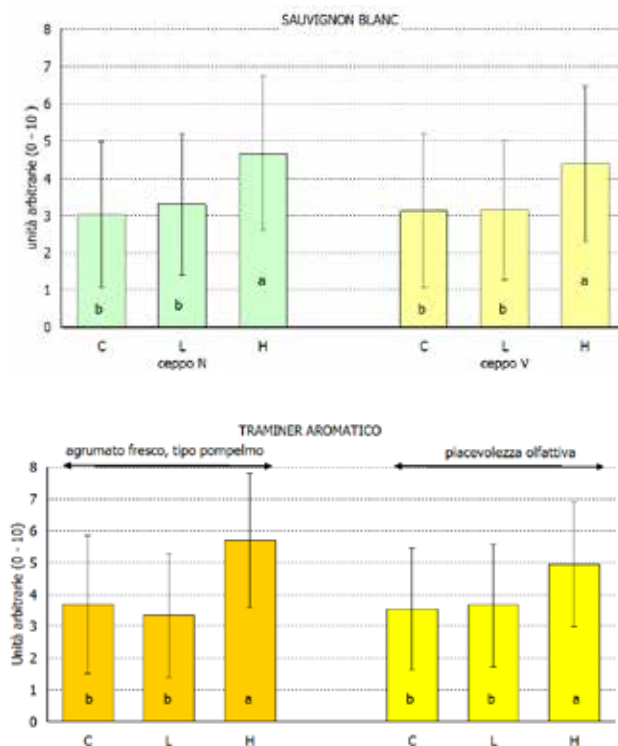 SAUVIGNON BLANC
unità arbitrarie (0 - 10 )
8
7
6
5
4
3
2
1
0
b b a b b a
C L H C L H
ceppo N ceppo V
TRAMINER AROMATICO
agrumato fresco, tipo pompelmo piacevolezza olfattiva
Unità arbitrarie (0 - 10)
8
7
6
5
4
3
2
1
0
b b a b b a
C L H C L H